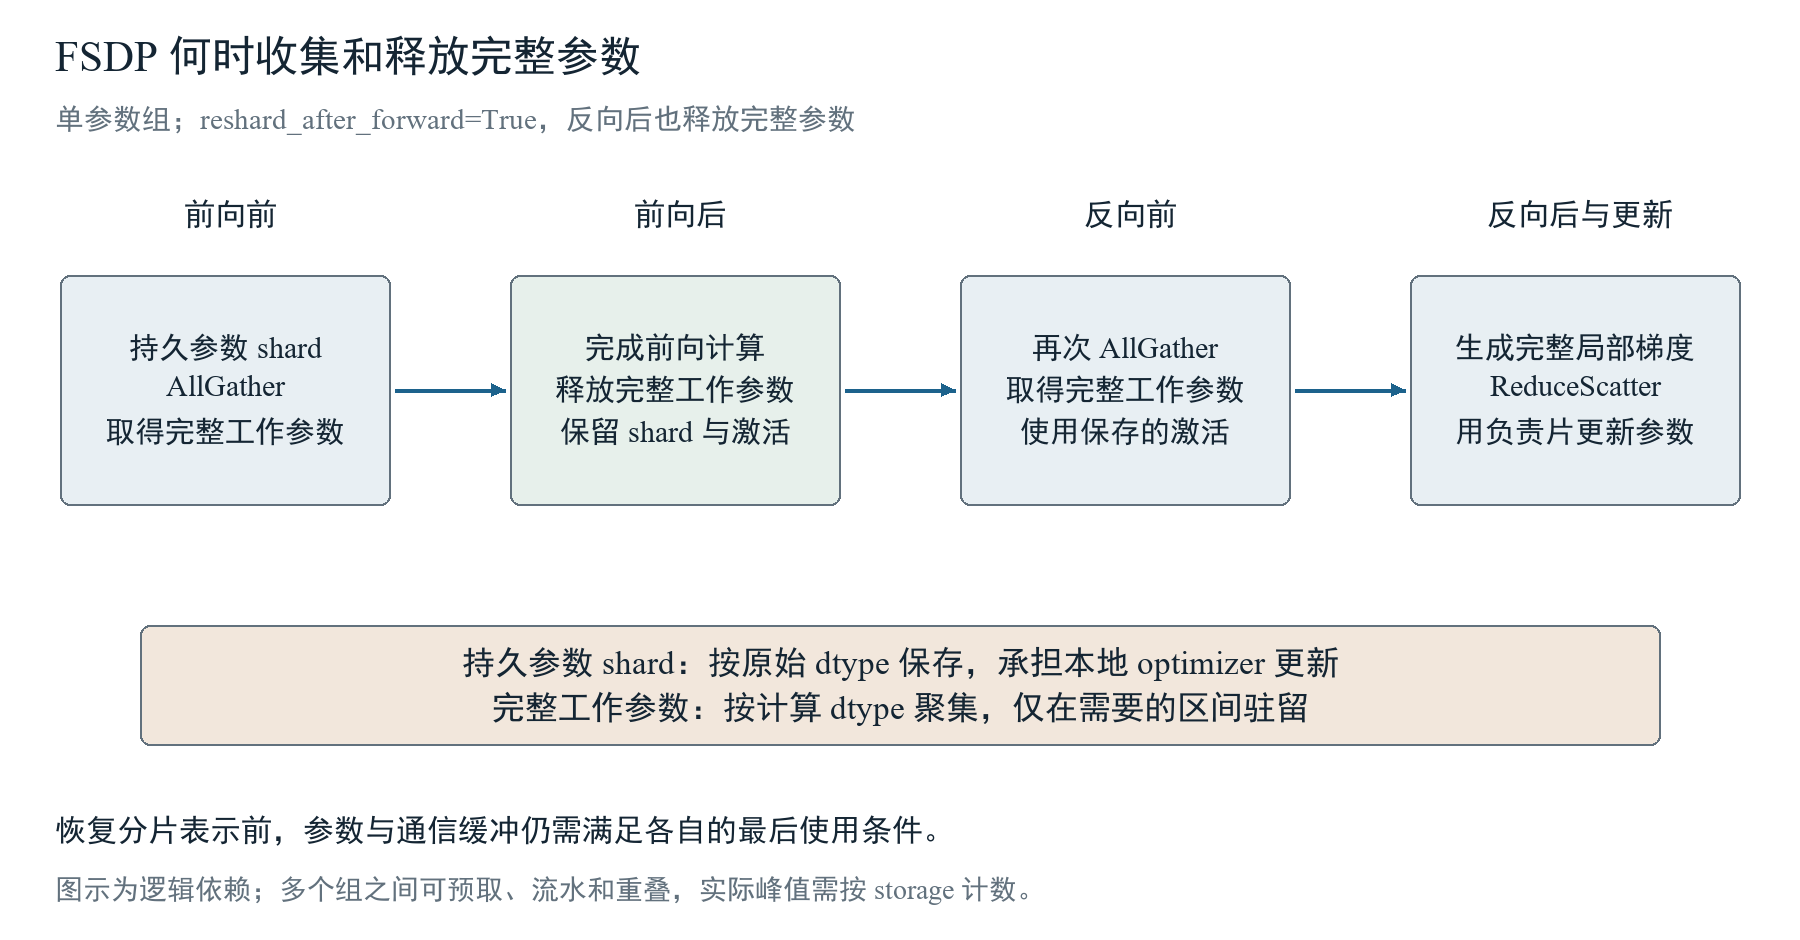 FSDP 何时收集和释放完整参数
单参数组；reshard_after_forward=True，反向后也释放完整参数
前向前
前向后
反向前
反向后与更新
持久参数 shard
AllGather
取得完整工作参数
完成前向计算
释放完整工作参数
保留 shard 与激活
再次 AllGather
取得完整工作参数
使用保存的激活
生成完整局部梯度
ReduceScatter
用负责片更新参数
持久参数 shard：按原始 dtype 保存，承担本地 optimizer 更新
完整工作参数：按计算 dtype 聚集，仅在需要的区间驻留
恢复分片表示前，参数与通信缓冲仍需满足各自的最后使用条件。
图示为逻辑依赖；多个组之间可预取、流水和重叠，实际峰值需按 storage 计数。